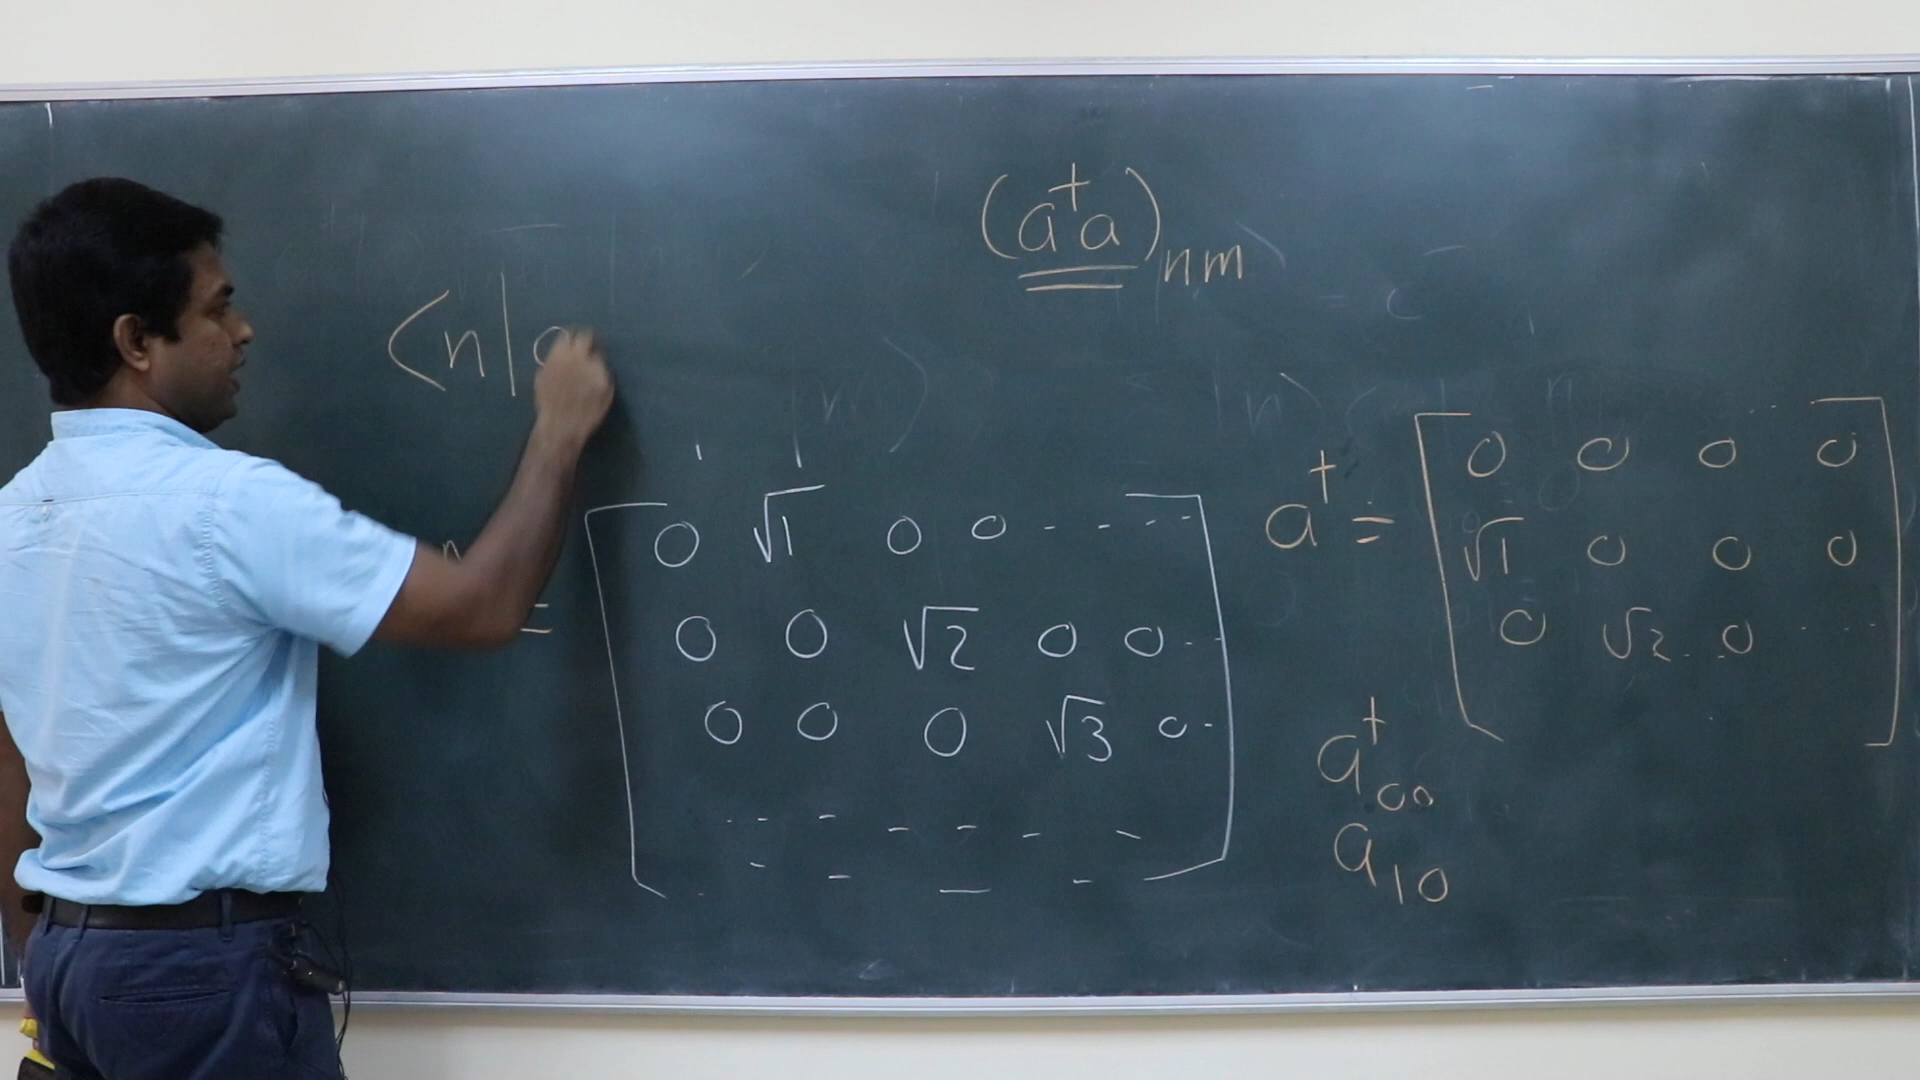 (a†a)nm
<n|a
= [ 0 √1 0 0 - - - -
0 0 √2 0 0 - -
0 0 0 √3 0 -
- - - - - - -
- - - - ]
a† = [ 0 0 0 0
√1 0 0 0
0 √2 0 ... ]
a†00
a10